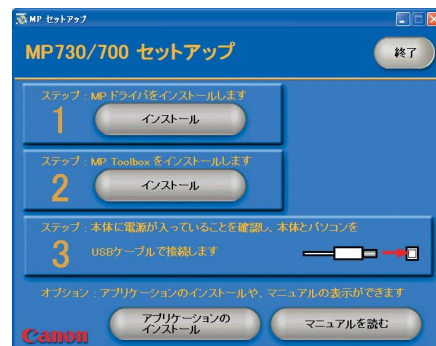 MP セットアップ
MP730/700 セットアップ
終了
ステップ : MP ドライバをインストールします
1
インストール
ステップ : MP Toolbox をインストールします
2
インストール
ステップ : 本体に電源が入っていることを確認し、本体とパソコンを
3
USBケーブルで接続します
オプション : アプリケーションのインストールや、マニュアルの表示ができます
アプリケーションの
インストール
マニュアルを読む
Canon